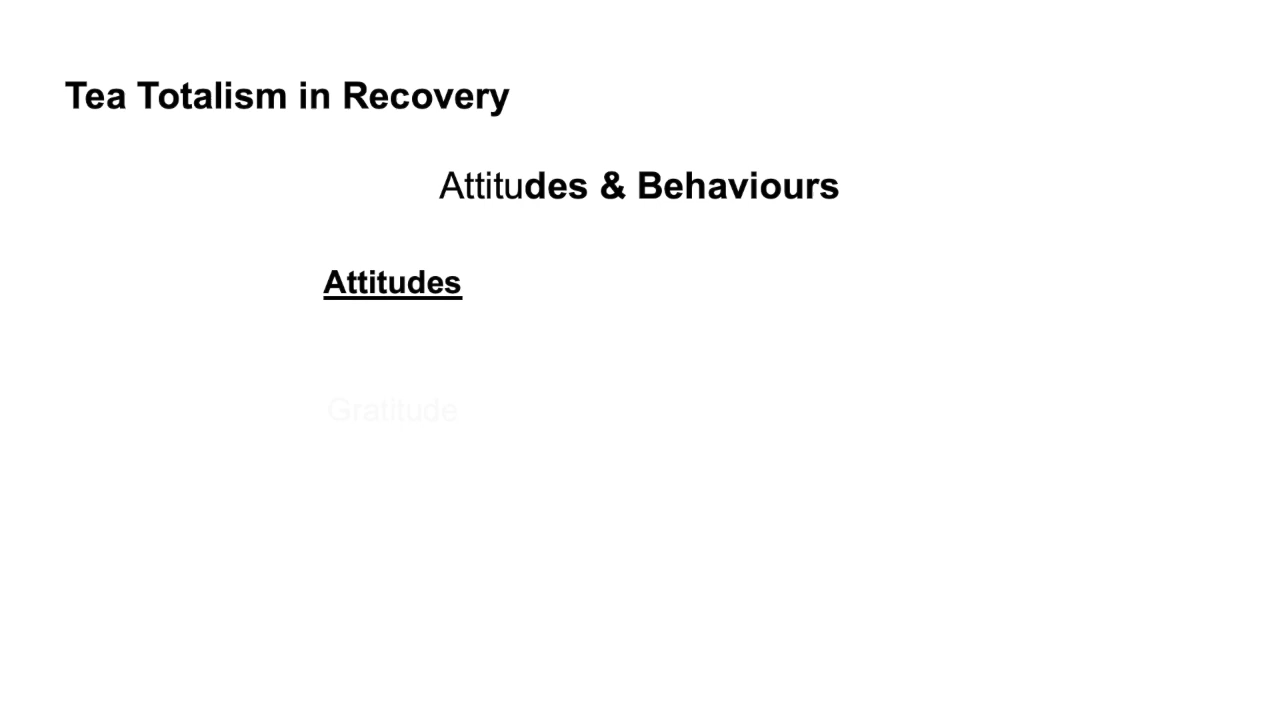 Tea Totalism in Recovery
Attitudes & Behaviours
Attitudes
Gratitude